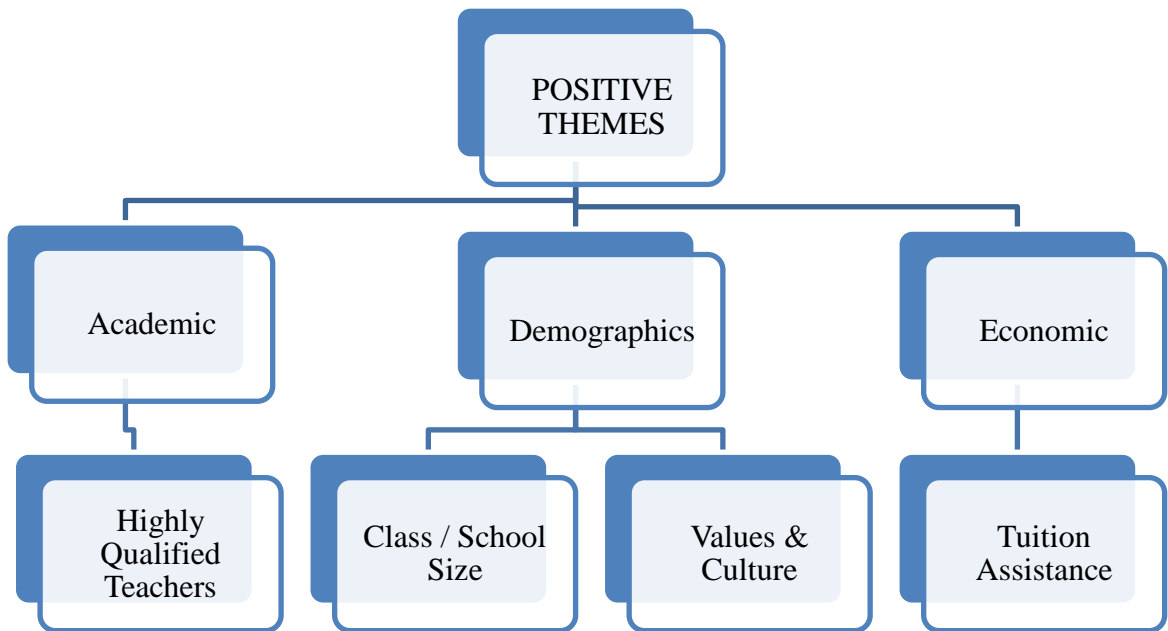 POSITIVE
THEMES
Academic
Demographics
Economic
Highly
Qualified
Teachers
Class / School
Size
Values &
Culture
Tuition
Assistance